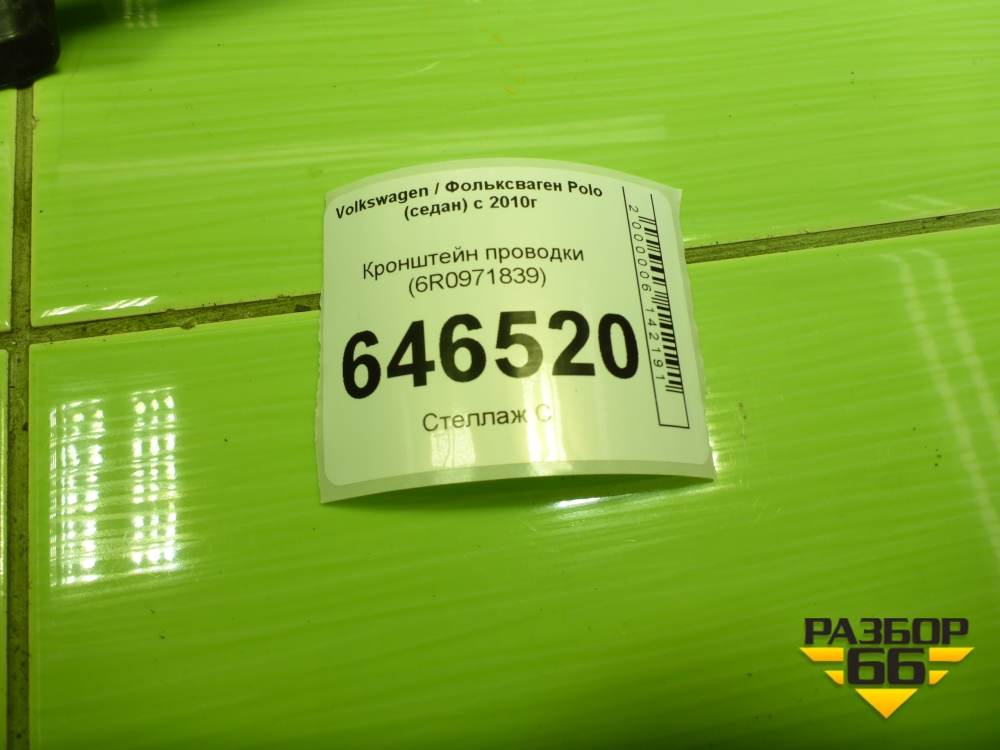 Volkswagen / Фольксваген Polo
(седан) с 2010г
Кронштейн проводки
(6R0971839)
646520
Стеллаж С
2000006142191
РАЗБОР
66